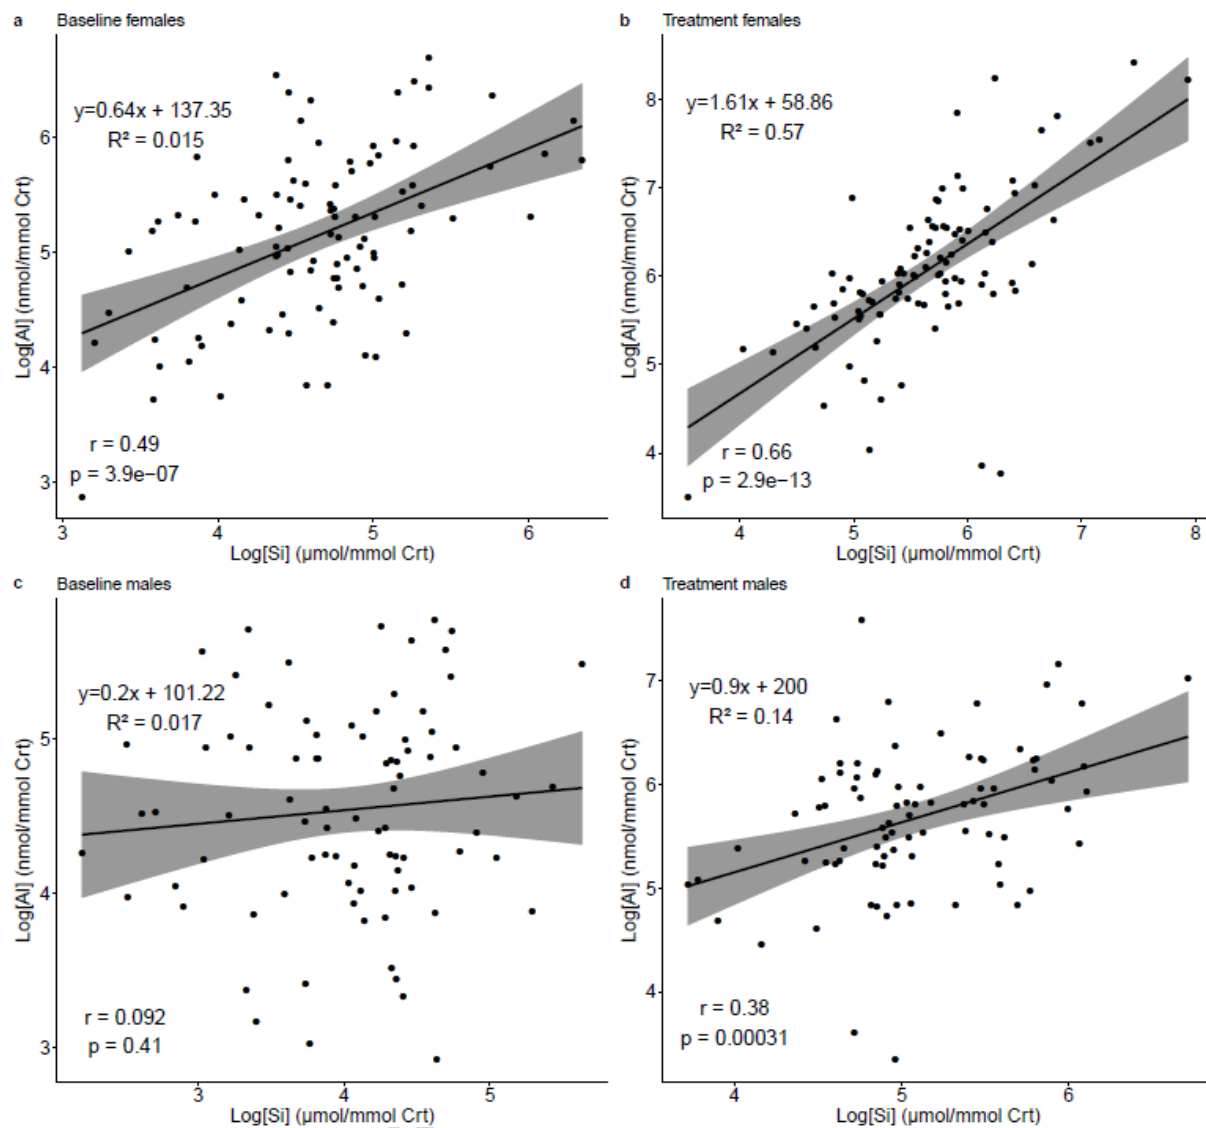 a Baseline females
y=0.64x + 137.35
R² = 0.015
r = 0.49
p = 3.9e−07
Log[Al] (nmol/mmol Crt)
6
5
4
3
3 4 5 6
Log[Si] (µmol/mmol Crt)
b Treatment females
y=1.61x + 58.86
R² = 0.57
r = 0.66
p = 2.9e−13
Log[Al] (nmol/mmol Crt)
8
7
6
5
4
4 5 6 7 8
Log[Si] (µmol/mmol Crt)
c Baseline males
y=0.2x + 101.22
R² = 0.017
r = 0.092
p = 0.41
Log[Al] (nmol/mmol Crt)
5
4
3
3 4 5
Log[Si] (µmol/mmol Crt)
d Treatment males
y=0.9x + 200
R² = 0.14
r = 0.38
p = 0.00031
Log[Al] (nmol/mmol Crt)
7
6
5
4
4 5 6
Log[Si] (µmol/mmol Crt)